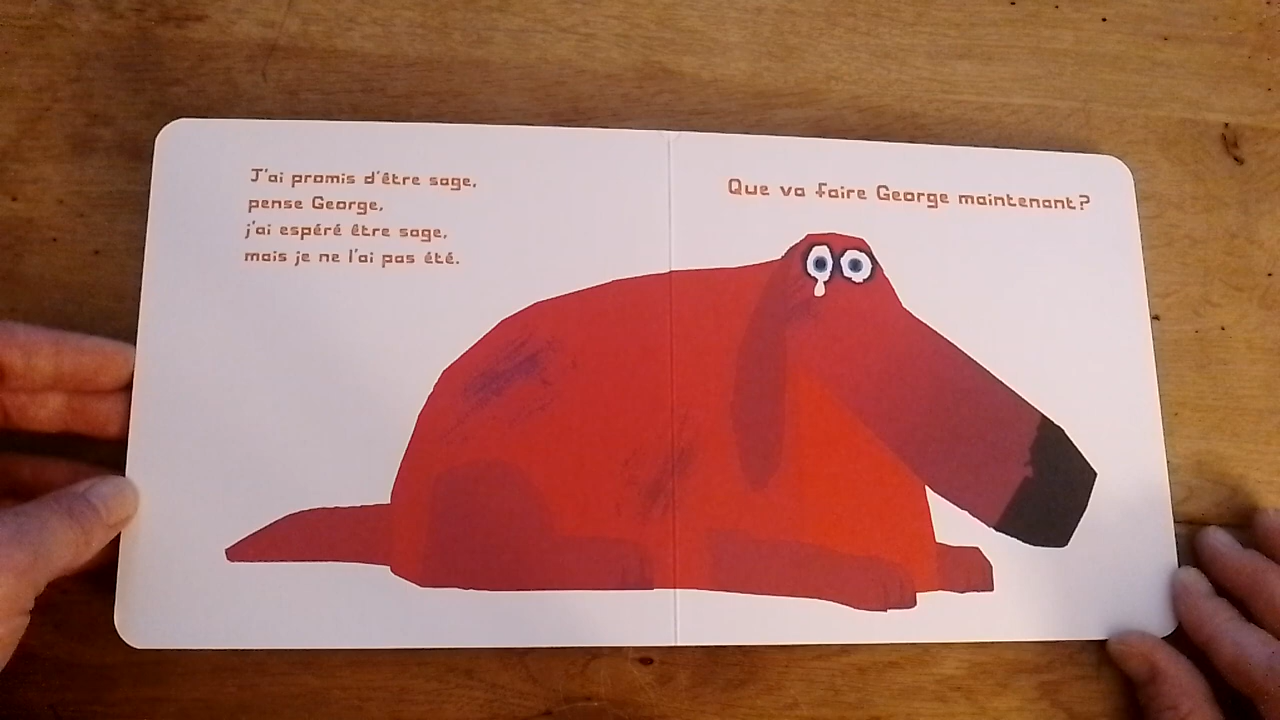 J'ai promis d'être sage,
pense George,
j'ai espéré être sage,
mais je ne l'ai pas été.
Que va faire George maintenant?